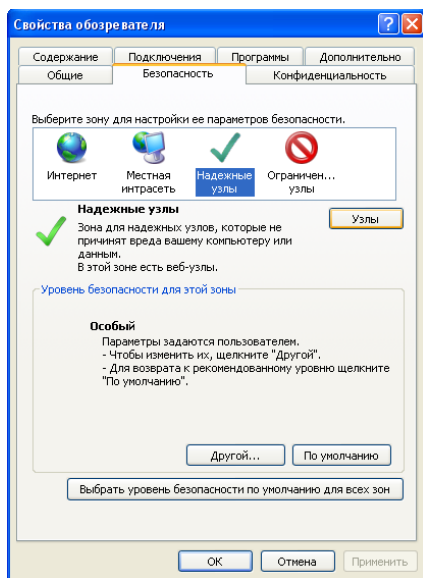 Свойства обозревателя
Содержание Подключения Программы Дополнительно
Общие Безопасность Конфиденциальность
Выберите зону для настройки ее параметров безопасности.
Интернет Местная интрасеть Надежные узлы Ограничен... узлы
Надежные узлы
Узлы
Зона для надежных узлов, которые не
причинят вреда вашему компьютеру или
данным.
В этой зоне есть веб-узлы.
Уровень безопасности для этой зоны
Особый
Параметры задаются пользователем.
- Чтобы изменить их, щелкните "Другой".
- Для возврата к рекомендованному уровню щелкните
"По умолчанию".
Другой... По умолчанию
Выбрать уровень безопасности по умолчанию для всех зон
ОК Отмена Применить